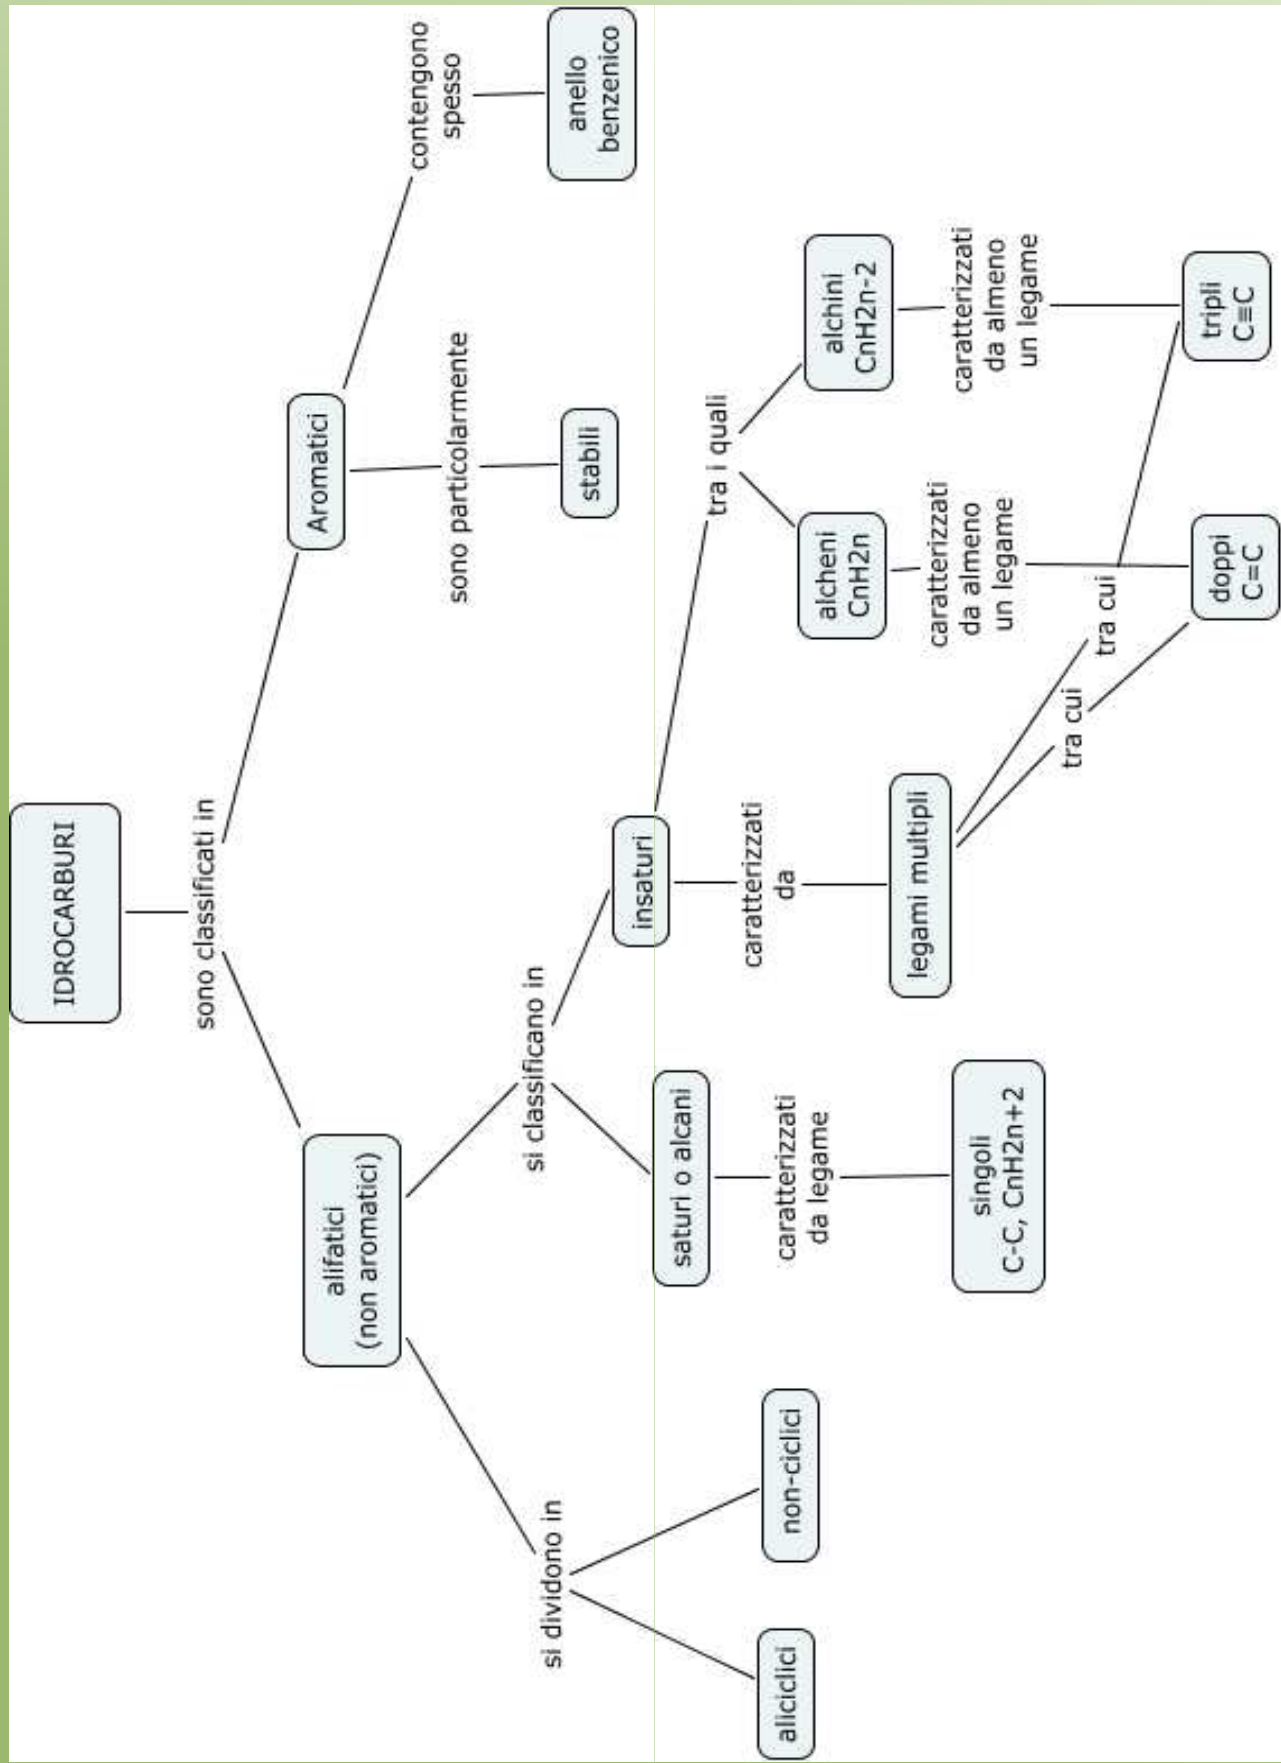 IDROCARBURI
sono classificati in
alifatici
(non aromatici)
Aromatici
si dividono in
aliciclici
non-ciclici
si classificano in
saturi o alcani
caratterizzati
da legame
singoli
C-C, CnH2n+2
insaturi
caratterizzati
da
legami multipli
tra cui
tra cui
tra i quali
alcheni
CnH2n
caratterizzati
da almeno
un legame
doppi
C=C
alchini
CnH2n-2
caratterizzati
da almeno
un legame
tripli
C≡C
sono particolarmente
stabili
contengono
spesso
anello
benzenico